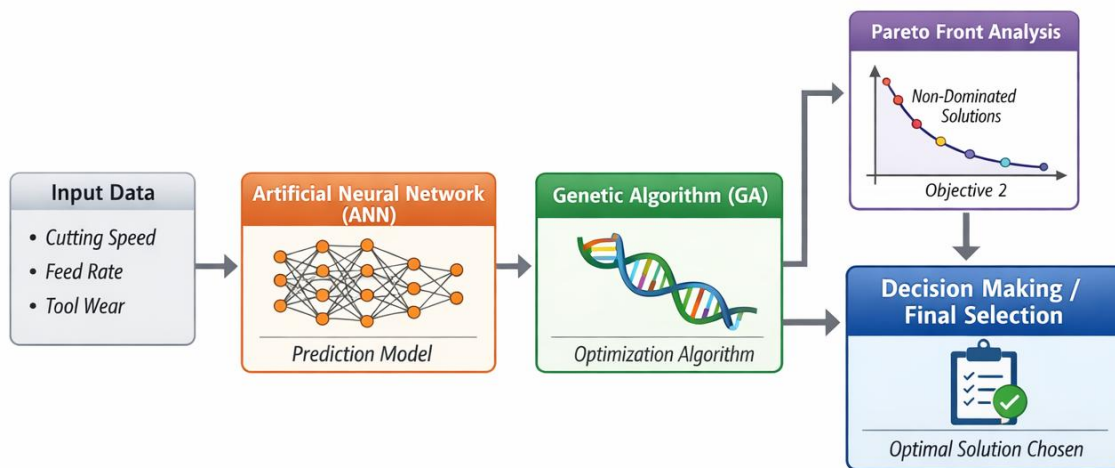 Input Data
• Cutting Speed
• Feed Rate
• Tool Wear
Artificial Neural Network
(ANN)
Prediction Model
Genetic Algorithm (GA)
Optimization Algorithm
Pareto Front Analysis
Non-Dominated
Solutions
Objective 2
Decision Making /
Final Selection
Optimal Solution Chosen